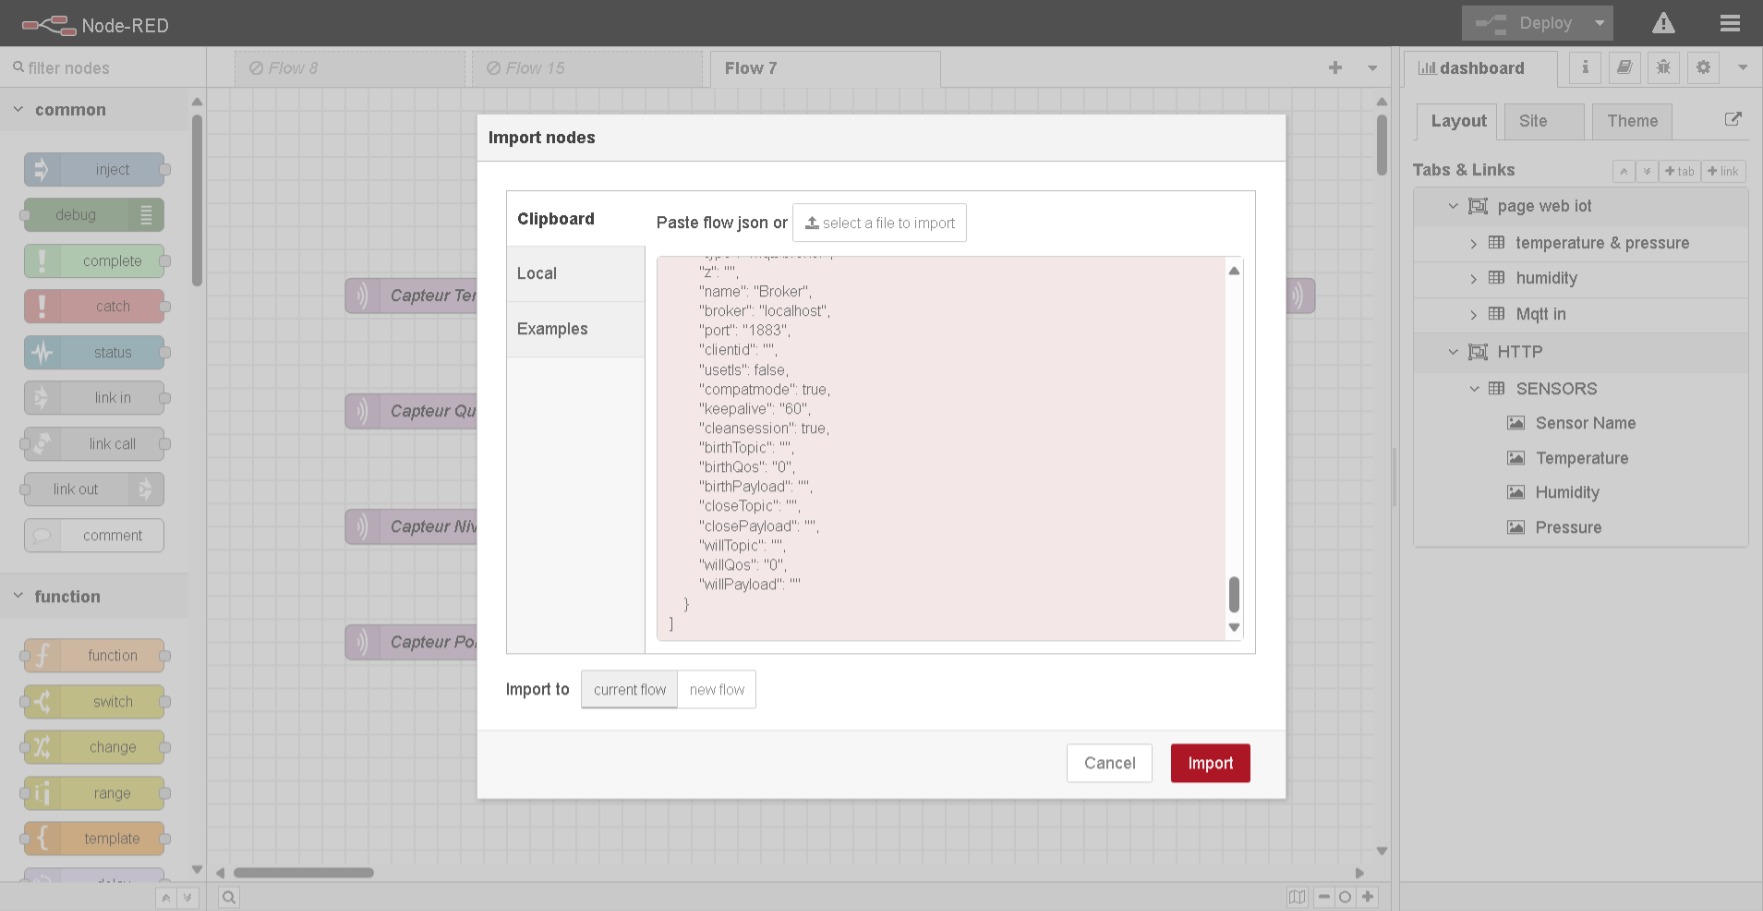 Node-RED
Deploy
filter nodes
Flow 8
Flow 15
Flow 7
dashboard
i
common
inject
debug
complete
catch
status
link in
link call
link out
comment
function
function
switch
change
range
template
delay
Capteur Ter
Capteur Qu
Capteur Niv
Capteur Po
Import nodes
Clipboard
Local
Examples
Paste flow json or
select a file to import
"z": "",
"name": "Broker",
"broker": "localhost",
"port": "1883",
"clientid": "",
"usetls": false,
"compatmode": true,
"keepalive": "60",
"cleansession": true,
"birthTopic": "",
"birthQos": "0",
"birthPayload": "",
"closeTopic": "",
"closePayload": "",
"willTopic": "",
"willQos": "0",
"willPayload": ""
}
]
Import to
current flow
new flow
Cancel
Import
Layout
Site
Theme
Tabs & Links
tab
link
page web iot
temperature & pressure
humidity
Mqtt in
HTTP
SENSORS
Sensor Name
Temperature
Humidity
Pressure